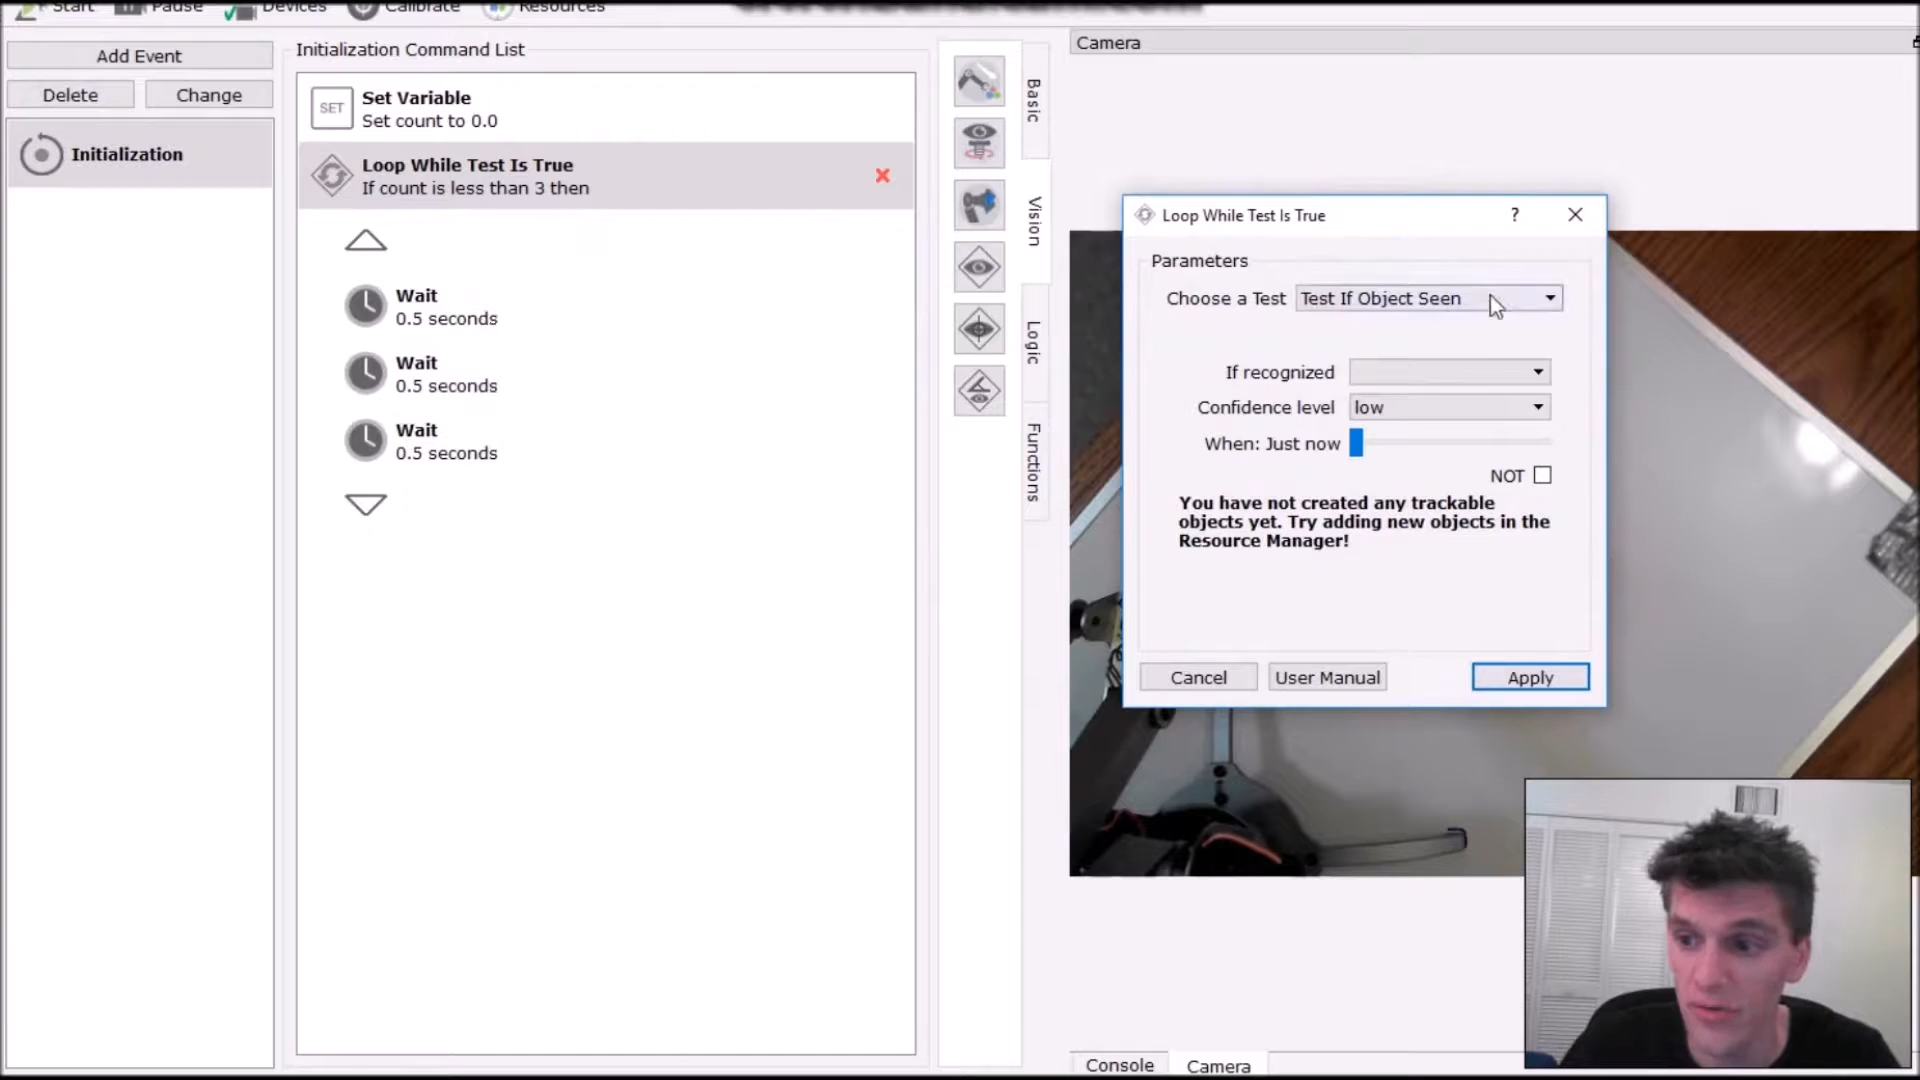 Start Pause Devices Calibrate Resources
Add Event
Delete Change
Initialization
Initialization Command List
SET
Set Variable
Set count to 0.0
Loop While Test Is True
If count is less than 3 then
Wait
0.5 seconds
Wait
0.5 seconds
Wait
0.5 seconds
Basic
Vision
Logic
Functions
Camera
Loop While Test Is True ?
Parameters
Choose a Test Test If Object Seen
If recognized
Confidence level low
When: Just now
NOT
You have not created any trackable
objects yet. Try adding new objects in the
Resource Manager!
Cancel User Manual Apply
Console Camera